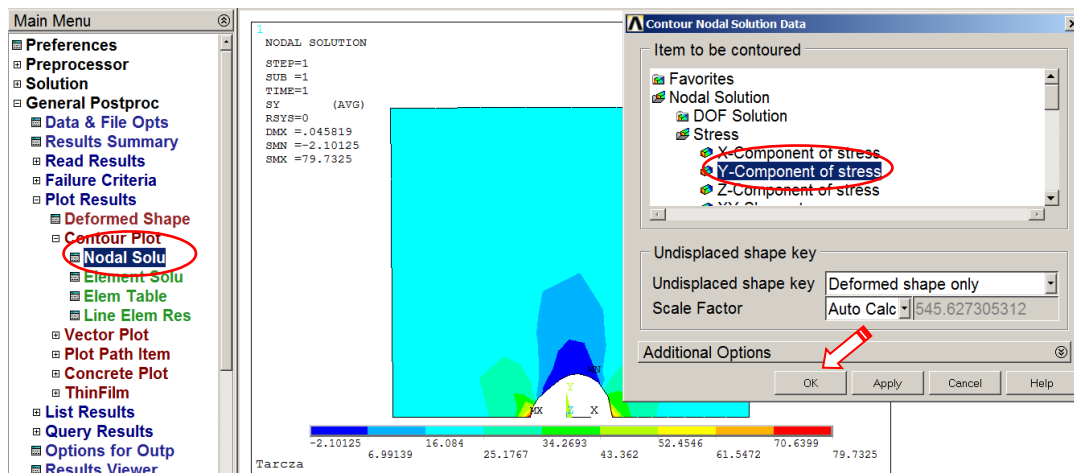 Main Menu
Preferences
Preprocessor
Solution
General Postproc
Data & File Opts
Results Summary
Read Results
Failure Criteria
Plot Results
Deformed Shape
Contour Plot
Nodal Solu
Element Solu
Elem Table
Line Elem Res
Vector Plot
Plot Path Item
Concrete Plot
ThinFilm
List Results
Query Results
Options for Outp
Results Viewer
1
NODAL SOLUTION
STEP=1
SUB =1
TIME=1
SY (AVG)
RSYS=0
DMX =.045819
SMN =-2.10125
SMX =79.7325
MN
Y
MX Z X
-2.10125 16.084 34.2693 52.4546 70.6399
6.99139 25.1767 43.362 61.5472 79.7325
Tarcza
Contour Nodal Solution Data
Item to be contoured
Favorites
Nodal Solution
DOF Solution
Stress
X-Component of stress
Y-Component of stress
Z-Component of stress
Undisplaced shape key
Undisplaced shape key Deformed shape only
Scale Factor Auto Calc 545.627305312
Additional Options
OK Apply Cancel Help